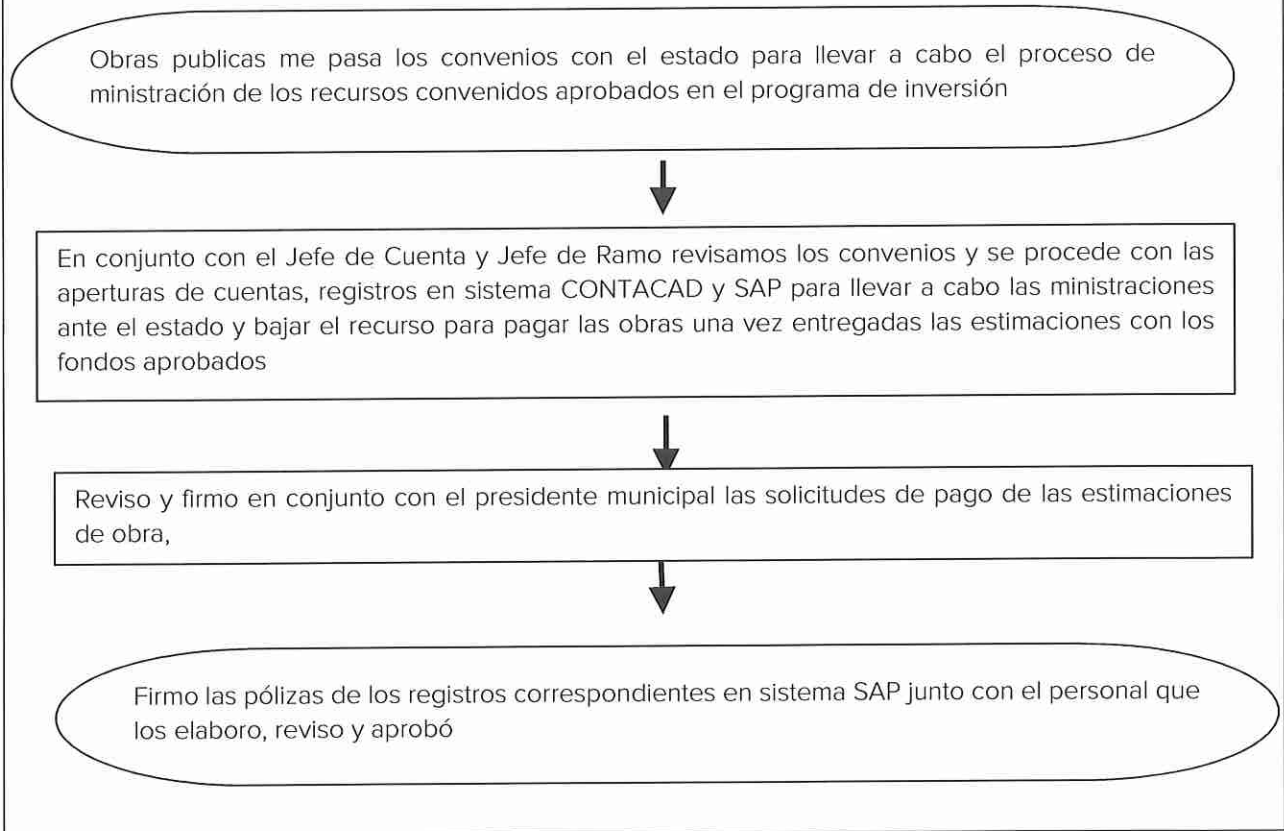 Obras publicas me pasa los convenios con el estado para llevar a cabo el proceso de
ministración de los recursos convenidos aprobados en el programa de inversión
En conjunto con el Jefe de Cuenta y Jefe de Ramo revisamos los convenios y se procede con las
aperturas de cuentas, registros en sistema CONTACAD y SAP para llevar a cabo las ministraciones
ante el estado y bajar el recurso para pagar las obras una vez entregadas las estimaciones con los
fondos aprobados
Reviso y firmo en conjunto con el presidente municipal las solicitudes de pago de las estimaciones
de obra,
Firmo las pólizas de los registros correspondientes en sistema SAP junto con el personal que
los elaboro, reviso y aprobó